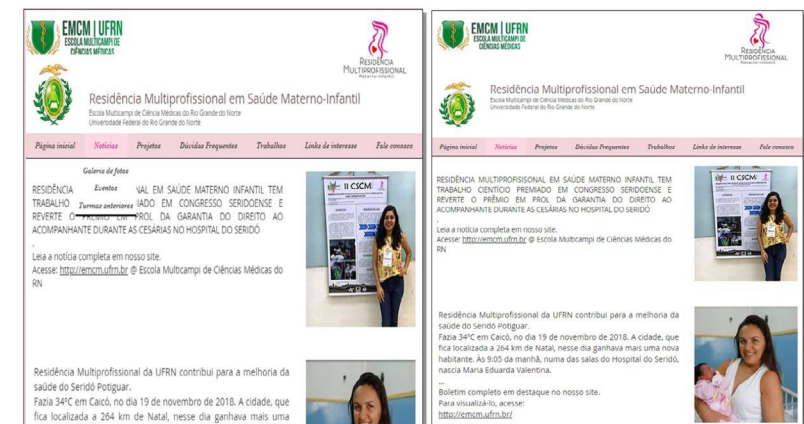 EMCM | UFRN
ESCOLA MULTICAMPI DE
CIÊNCIAS MÉDICAS
RESIDÊNCIA
MULTIPROFISSIONAL
Materno-Infantil
Residência Multiprofissional em Saúde Materno-Infantil
Escola Multicampi de Ciência Médicas do Rio Grande do Norte
Universidade Federal do Rio Grande do Norte
Página inicial Notícias Projetos Dúcidas Frequentes Trabalhos Links de interesse Fale conosco
Galeria de fotos
Eventos
Turmas anteriores
RESIDÊNCIA NAL EM SAÚDE MATERNO INFANTIL TEM
TRABALHO IADO EM CONGRESSO SERIDOENSE E
REVERTE O PRÊMIO EM PROL DA GARANTIA DO DIREITO AO
ACOMPANHANTE DURANTE AS CESÁRIAS NO HOSPITAL DO SERIDÓ
.
Leia a notícia completa em nosso site.
Acesse: http://emcm.ufrn.br @ Escola Multicampi de Ciências Médicas do
RN
II CSCM
Residência Multiprofissional da UFRN contribui para a melhoria da
saúde do Seridó Potiguar.
Fazia 34ºC em Caicó, no dia 19 de novembro de 2018. A cidade, que
fica localizada a 264 km de Natal, nesse dia ganhava mais uma
EMCM | UFRN
ESCOLA MULTICAMPI DE
CIÊNCIAS MÉDICAS
RESIDÊNCIA
MULTIPROFISSIONAL
Materno-Infantil
Residência Multiprofissional em Saúde Materno-Infantil
Escola Multicampi de Ciência Médicas do Rio Grande do Norte
Universidade Federal do Rio Grande do Norte
Página inicial Notícias Projetos Dúcidas Frequentes Trabalhos Links de interesse Fale conosco
RESIDÊNCIA MULTIPROFISISONAL EM SAÚDE MATERNO INFANTIL TEM
TRABALHO CIENTÍCIO PREMIADO EM CONGRESSO SERIDOENSE E
REVERTE O PRÊMIO EM PROL DA GARANTIA DO DIREITO AO
ACOMPANHANTE DURANTE AS CESÁRIAS NO HOSPITAL DO SERIDÓ
.
Leia a notícia completa em nosso site.
Acesse: http://emcm.ufrn.br @ Escola Multicampi de Ciências Médicas do
RN
II CSCM
Residência Multiprofissional da UFRN contribui para a melhoria da
saúde do Seridó Potiguar.
Fazia 34ºC em Caicó, no dia 19 de novembro de 2018. A cidade, que
fica localizada a 264 km de Natal, nesse dia ganhava mais uma nova
habitante. Às 9:05 da manhã, numa das salas do Hospital do Seridó,
nascia Maria Eduarda Valentina.
...
Boletim completo em destaque no nosso site.
Para visualizá-lo, acesse:
http://emcm.ufrn.br/